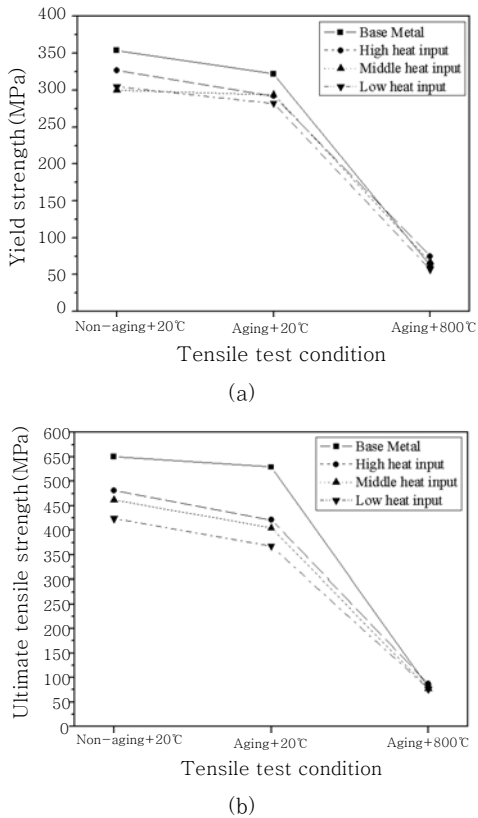 400
350
300
250
200
150
100
50
0
Yield strength(MPa)
Base Metal
High heat input
Middle heat input
Low heat input
Non-aging+20℃
Aging+20℃
Aging+800℃
Tensile test condition
(a)
600
550
500
450
400
350
300
250
200
150
100
50
0
Ultimate tensile strength(MPa)
Base Metal
High heat input
Middle heat input
Low heat input
Non-aging+20℃
Aging+20℃
Aging+800℃
Tensile test condition
(b)